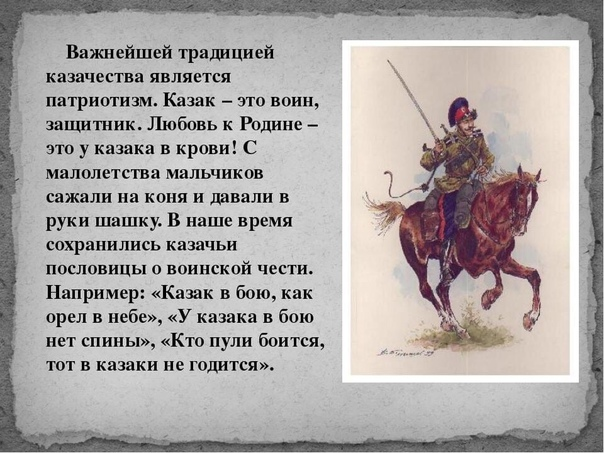 Важнейшей традицией
казачества является
патриотизм. Казак – это воин,
защитник. Любовь к Родине –
это у казака в крови! С
малолетства мальчиков
сажали на коня и давали в
руки шашку. В наше время
сохранились казачьи
пословицы о воинской чести.
Например: «Казак в бою, как
орел в небе», «У казака в бою
нет спины», «Кто пули боится,
тот в казаки не годится».